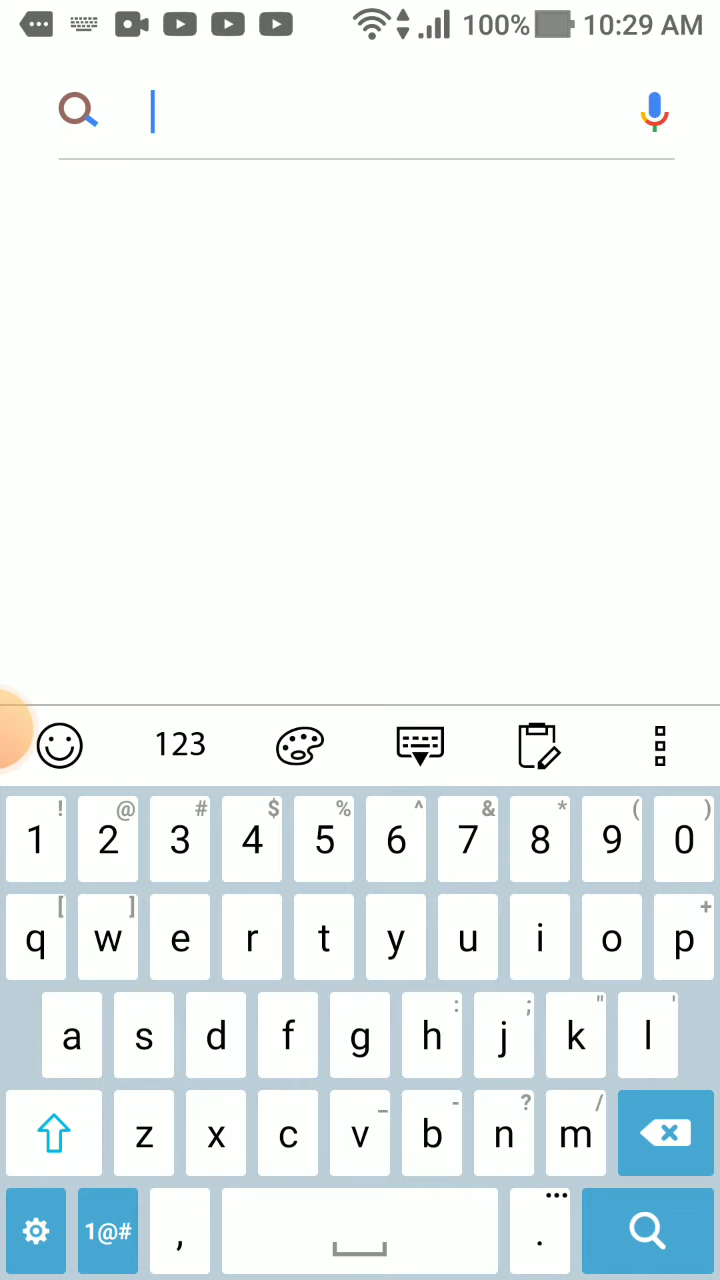 100% 10:29 AM
123
! @ # $ % ^ & * ( )
1 2 3 4 5 6 7 8 9 0
[ ] +
q w e r t y u i o p
: ; " '
a s d f g h j k l
_ - ? /
z x c v b n m
1@# , . ...